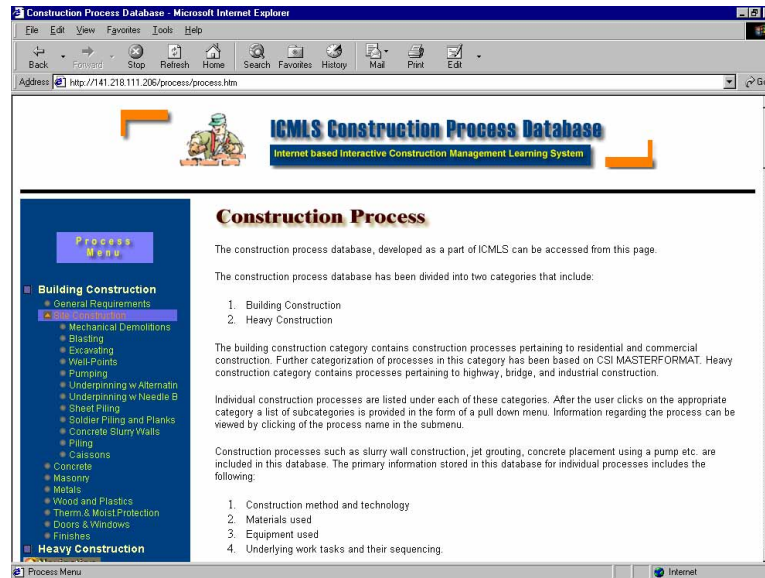 Construction Process Database - Microsoft Internet Explorer
File Edit View Favorites Tools Help
Back Forward Stop Refresh Home Search Favorites History Mail Print Edit
Address http://141.218.111.206/process/process.htm
ICMLS Construction Process Database
Internet based Interactive Construction Management Learning System
Process
Menu
Building Construction
General Requirements
Site Construction
Mechanical Demolitions
Blasting
Excavating
Well-Points
Pumping
Underpinning w Alternatin
Underpinning w Needle B
Sheet Piling
Soldier Piling and Planks
Concrete Slurry Walls
Piling
Caissons
Concrete
Masonry
Metals
Wood and Plastics
Therm.& Moist.Protection
Doors & Windows
Finishes
Heavy Construction
Construction Process
The construction process database, developed as a part of ICMLS can be accessed from this page.
The construction process database has been divided into two categories that include:
1. Building Construction
2. Heavy Construction
The building construction category contains construction processes pertaining to residential and commercial
construction. Further categorization of processes in this category has been based on CSI MASTERFORMAT. Heavy
construction category contains processes pertaining to highway, bridge, and industrial construction.
Individual construction processes are listed under each of these categories. After the user clicks on the appropriate
category a list of subcategories is provided in the form of a pull down menu. Information regarding the process can be
viewed by clicking of the process name in the submenu.
Construction processes such as slurry wall construction, jet grouting, concrete placement using a pump etc. are
included in this database. The primary information stored in this database for individual processes includes the
following:
1. Construction method and technology
2. Materials used
3. Equipment used
4. Underlying work tasks and their sequencing.
Process Menu
Internet